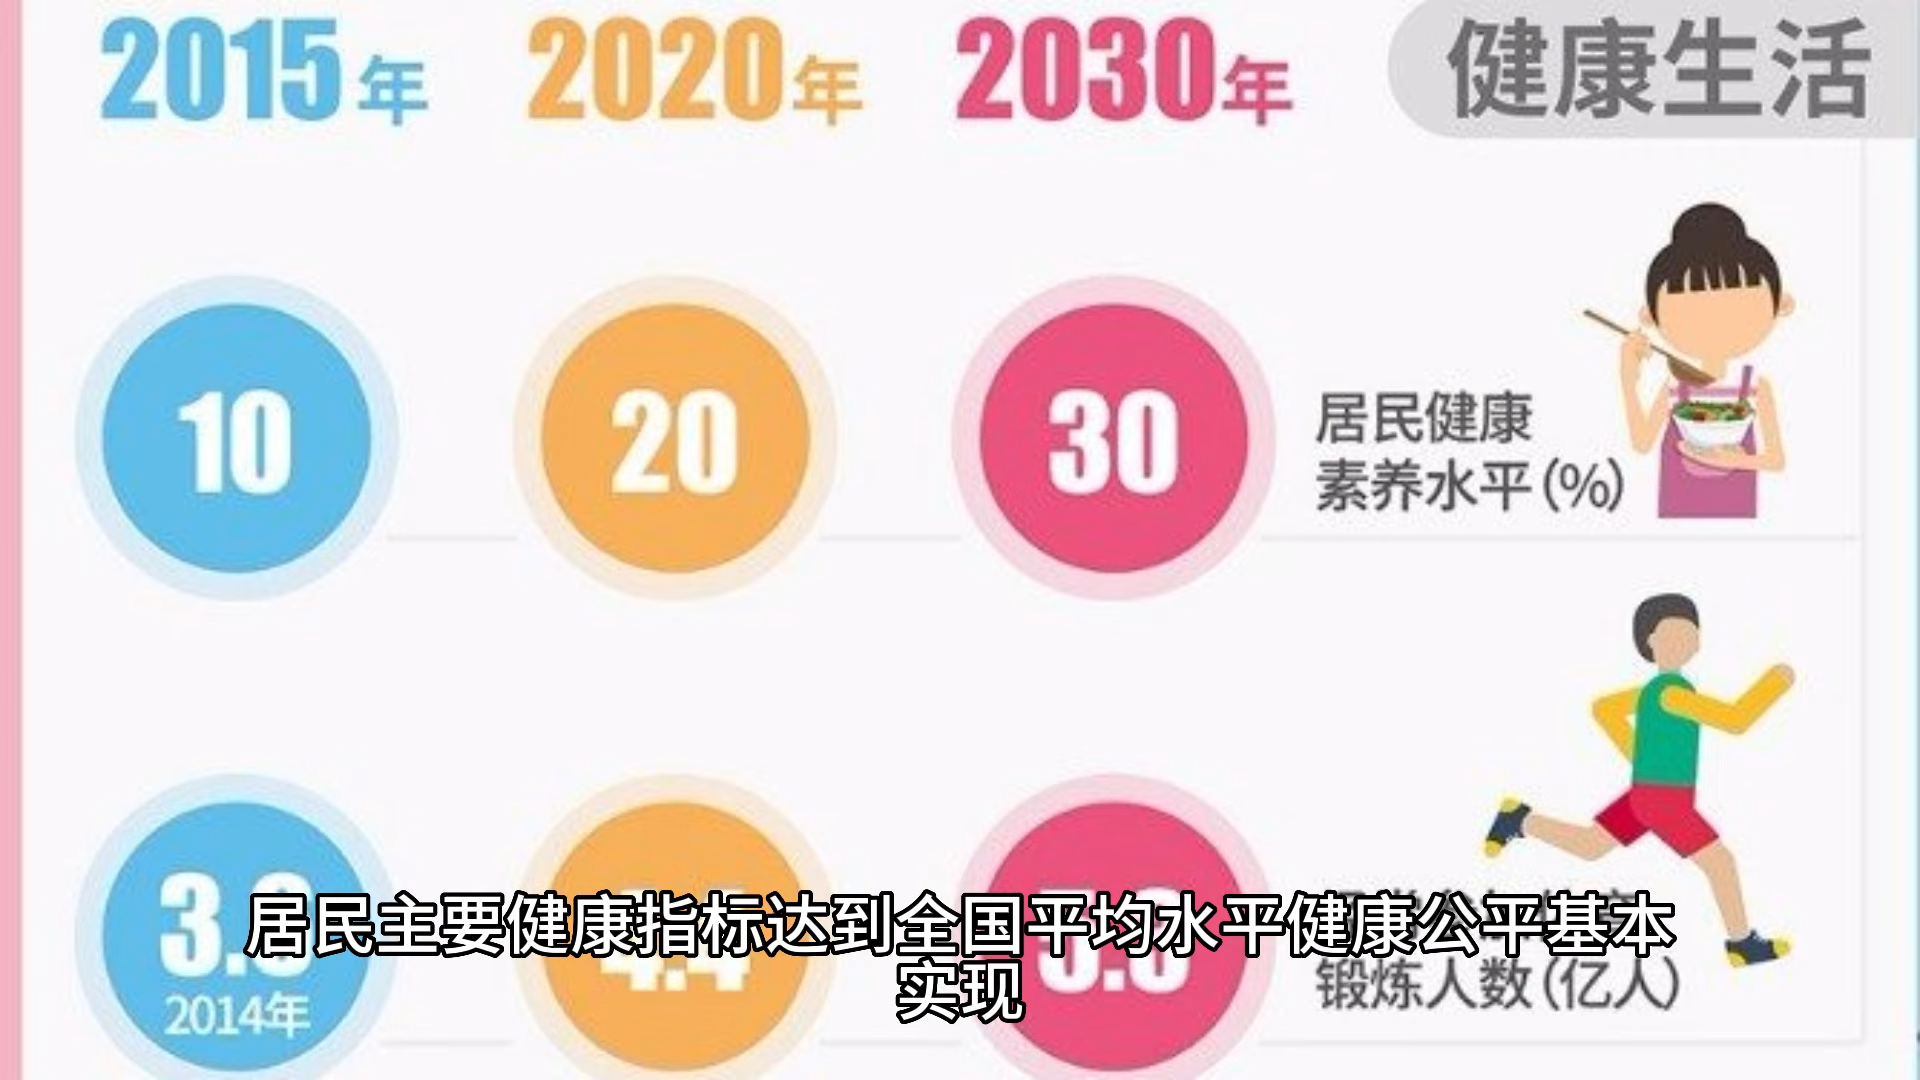 2015年 2020年 2030年 健康生活
10 20 30
居民健康
素养水平(%)
2014年
锻炼人数(亿人)
居民主要健康指标达到全国平均水平健康公平基本
实现